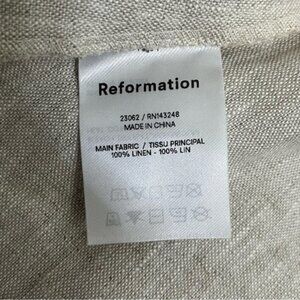 Reformation
23062 / RN143248
MADE IN CHINA
MAIN FABRIC / TISSU PRINCIPAL
100% LINEN - 100% LIN